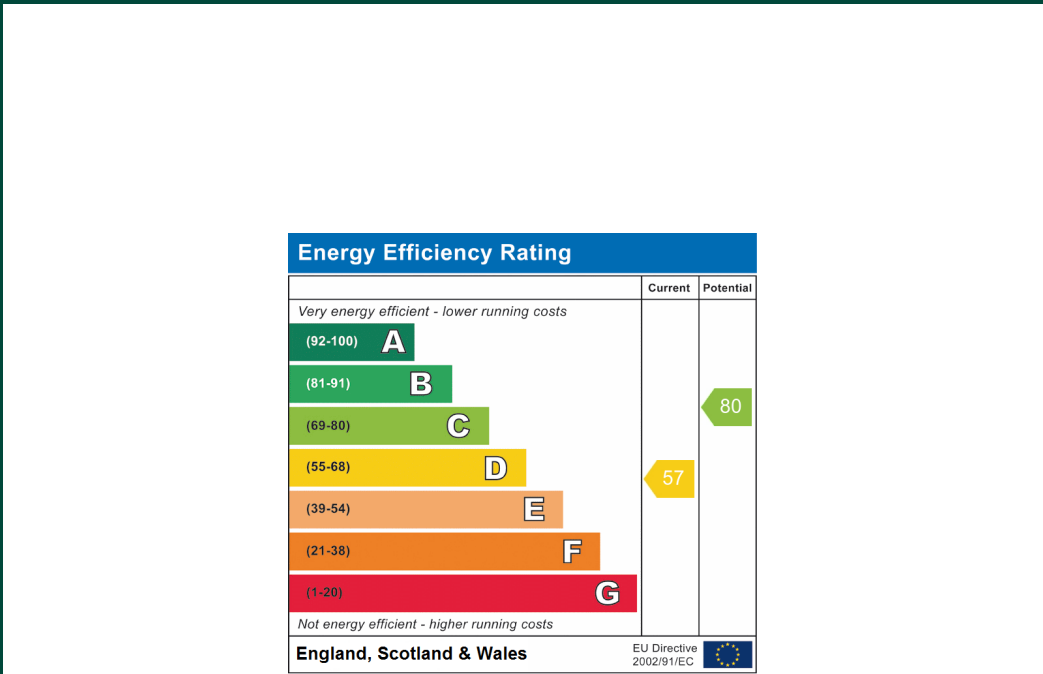 Energy Efficiency Rating
Current Potential
Very energy efficient - lower running costs
(92-100) A
(81-91) B
80
(69-80) C
(55-68) D
57
(39-54) E
(21-38) F
(1-20) G
Not energy efficient - higher running costs
England, Scotland & Wales
EU Directive
2002/91/EC